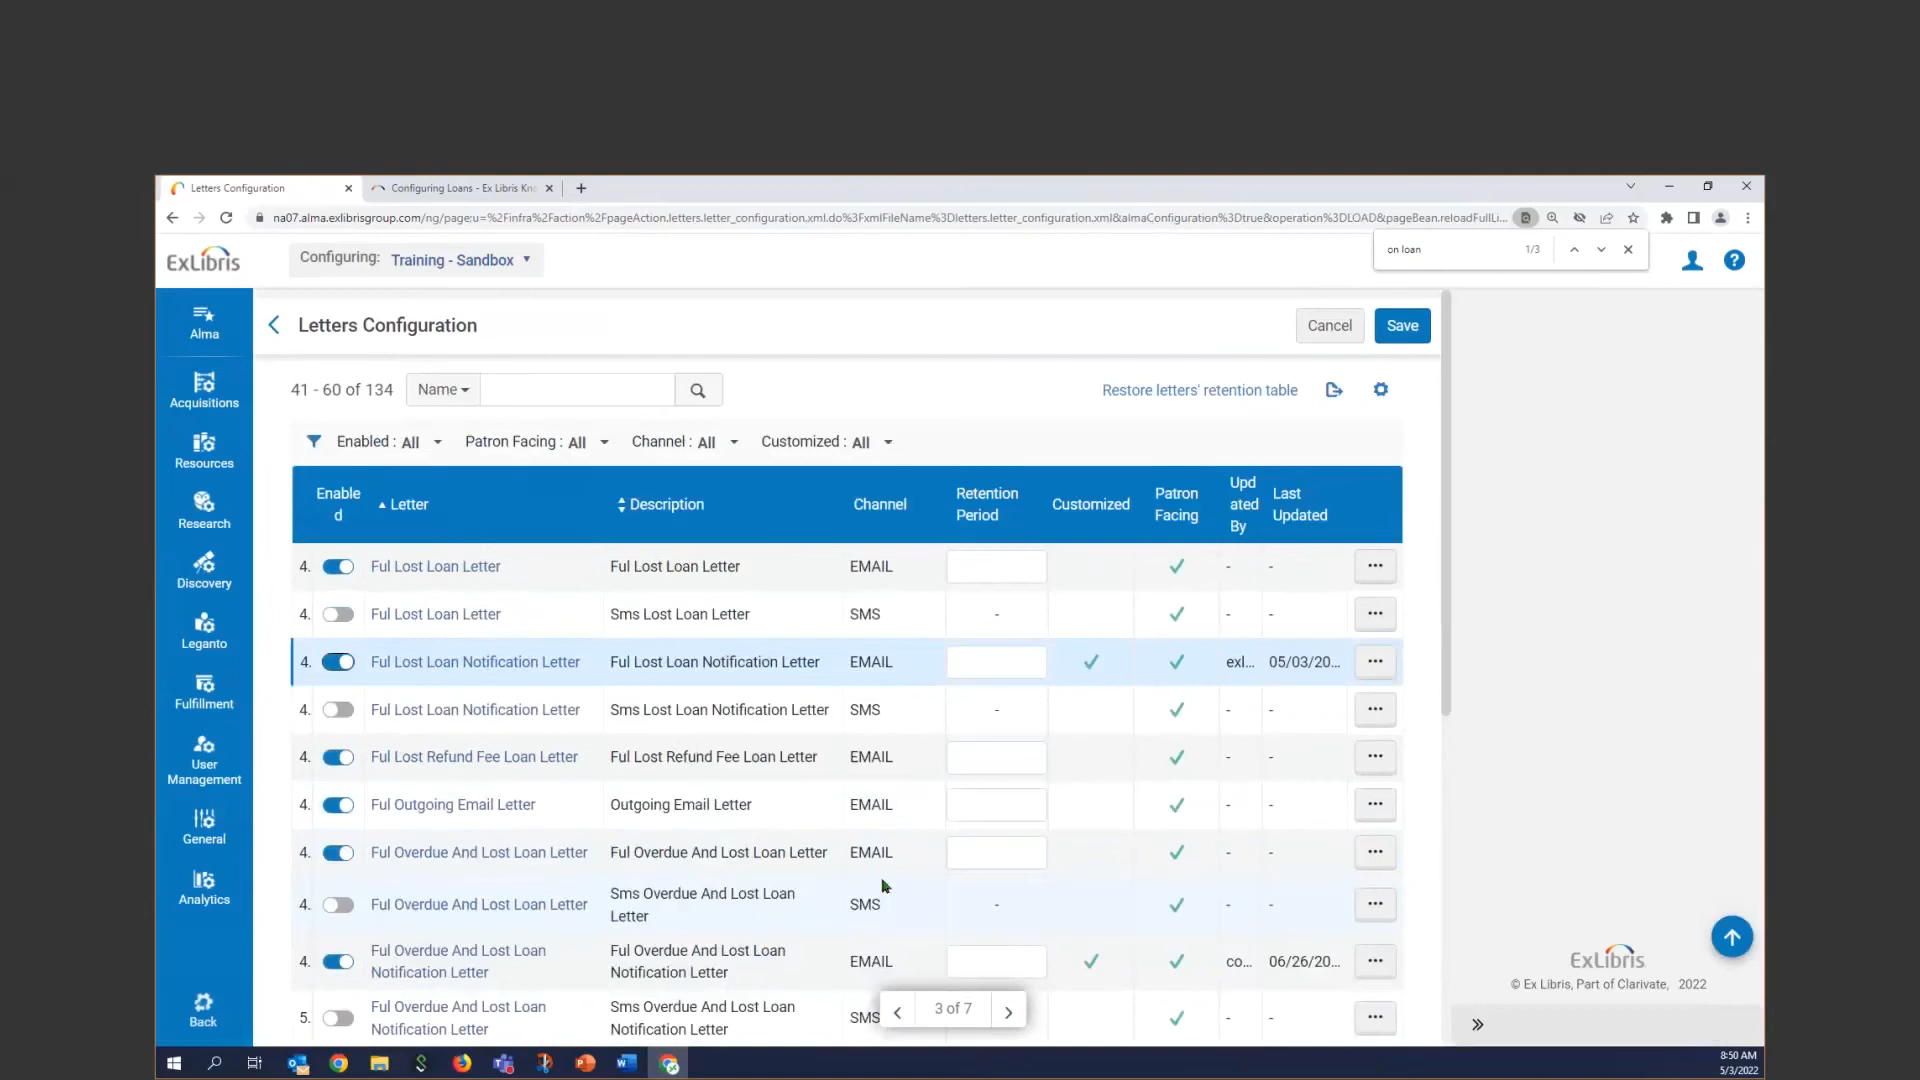 Letters Configuration
Configuring Loans - Ex Libris Kno
na07.alma.exlibrisgroup.com/ng/page;u=%2Finfra%2Faction%2FpageAction.letters.letter_configuration.xml.do%3FxmlFileName%3Dletters.letter_configuration.xml&almaConfiguration%3Dtrue&operation%3DLOAD&pageBean.reloadFullLi...
on loan 1/3
ExLibris
Configuring: Training - Sandbox
Alma
Acquisitions
Resources
Research
Discovery
Leganto
Fulfillment
User
Management
General
Analytics
Back
Letters Configuration
Cancel
Save
41 - 60 of 134
Name
Restore letters' retention table
Enabled : All
Patron Facing : All
Channel : All
Customized : All
Enable
d
Letter
Description
Channel
Retention
Period
Customized
Patron
Facing
Upd
ated
By
Last
Updated
4. Ful Lost Loan Letter Ful Lost Loan Letter EMAIL - -
4. Ful Lost Loan Letter Sms Lost Loan Letter SMS - - -
4. Ful Lost Loan Notification Letter Ful Lost Loan Notification Letter EMAIL exl... 05/03/20...
4. Ful Lost Loan Notification Letter Sms Lost Loan Notification Letter SMS - - -
4. Ful Lost Refund Fee Loan Letter Ful Lost Refund Fee Loan Letter EMAIL - -
4. Ful Outgoing Email Letter Outgoing Email Letter EMAIL - -
4. Ful Overdue And Lost Loan Letter Ful Overdue And Lost Loan Letter EMAIL - -
4. Ful Overdue And Lost Loan Letter Sms Overdue And Lost Loan
Letter SMS - - -
4. Ful Overdue And Lost Loan
Notification Letter Ful Overdue And Lost Loan
Notification Letter EMAIL co... 06/26/20...
5. Ful Overdue And Lost Loan
Notification Letter Sms Overdue And Lost Loan
Notification Letter SMS - -
3 of 7
ExLibris
© Ex Libris, Part of Clarivate, 2022
8:50 AM
5/3/2022